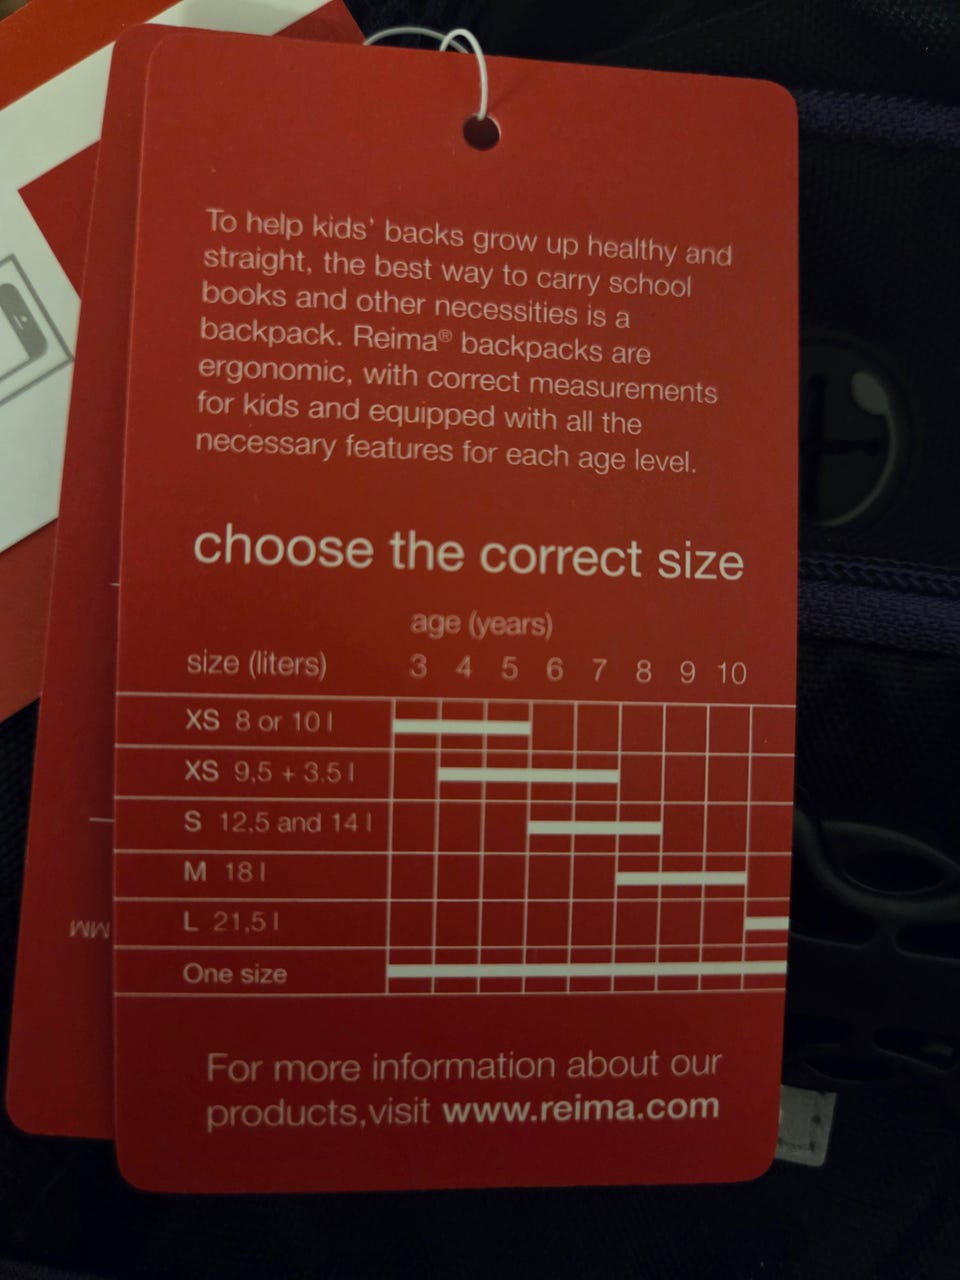 To help kids' backs grow up healthy and
straight, the best way to carry school
books and other necessities is a
backpack. Reima® backpacks are
ergonomic, with correct measurements
for kids and equipped with all the
necessary features for each age level.
choose the correct size
age (years)
size (liters) 3 4 5 6 7 8 9 10
XS 8 or 10 l
XS 9,5 + 3.5 l
S 12,5 and 14 l
M 18 l
L 21,5 l
One size
For more information about our
products,visit www.reima.com